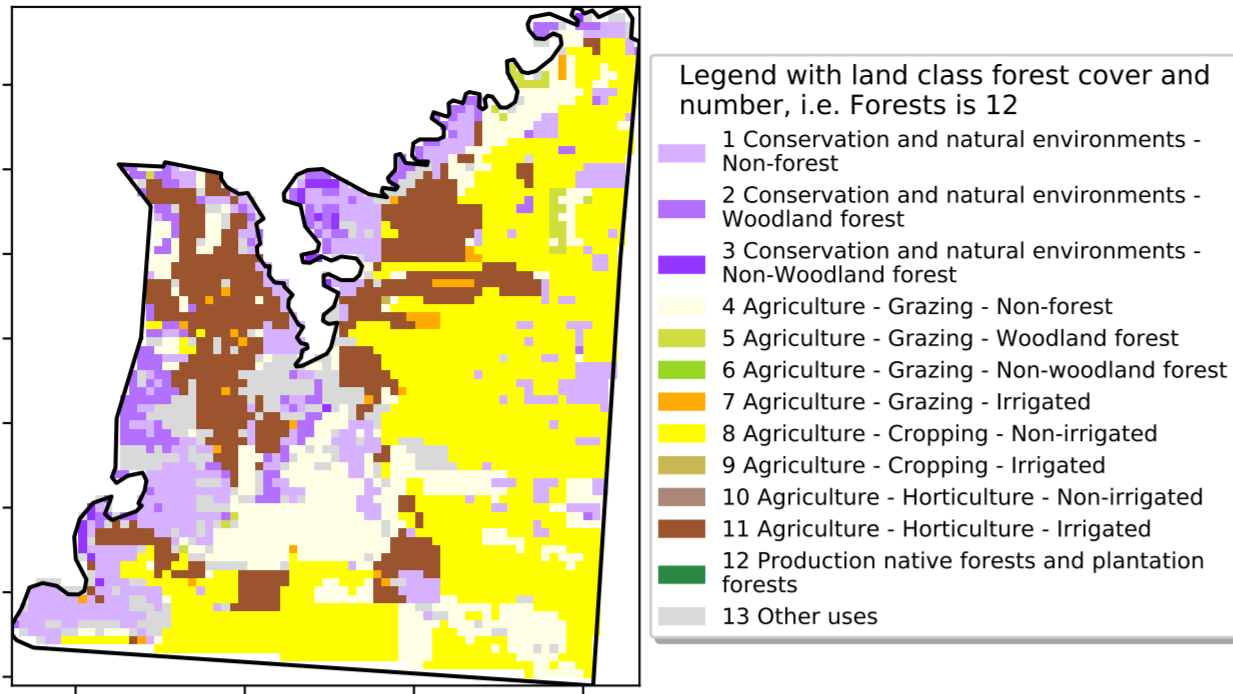 Legend with land class forest cover and
number, i.e. Forests is 12
1 Conservation and natural environments -
Non-forest
2 Conservation and natural environments -
Woodland forest
3 Conservation and natural environments -
Non-Woodland forest
4 Agriculture - Grazing - Non-forest
5 Agriculture - Grazing - Woodland forest
6 Agriculture - Grazing - Non-woodland forest
7 Agriculture - Grazing - Irrigated
8 Agriculture - Cropping - Non-irrigated
9 Agriculture - Cropping - Irrigated
10 Agriculture - Horticulture - Non-irrigated
11 Agriculture - Horticulture - Irrigated
12 Production native forests and plantation
forests
13 Other uses